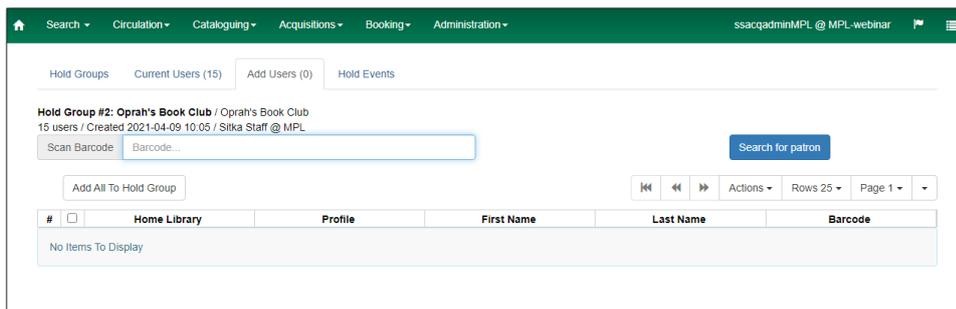 Search Circulation Cataloguing Acquisitions Booking Administration ssacqadminMPL @ MPL-webinar
Hold Groups Current Users (15) Add Users (0) Hold Events
Hold Group #2: Oprah's Book Club / Oprah's Book Club
15 users / Created 2021-04-09 10:05 / Sitka Staff @ MPL
Scan Barcode Barcode... Search for patron
Add All To Hold Group Actions Rows 25 Page 1
# Home Library Profile First Name Last Name Barcode
No Items To Display